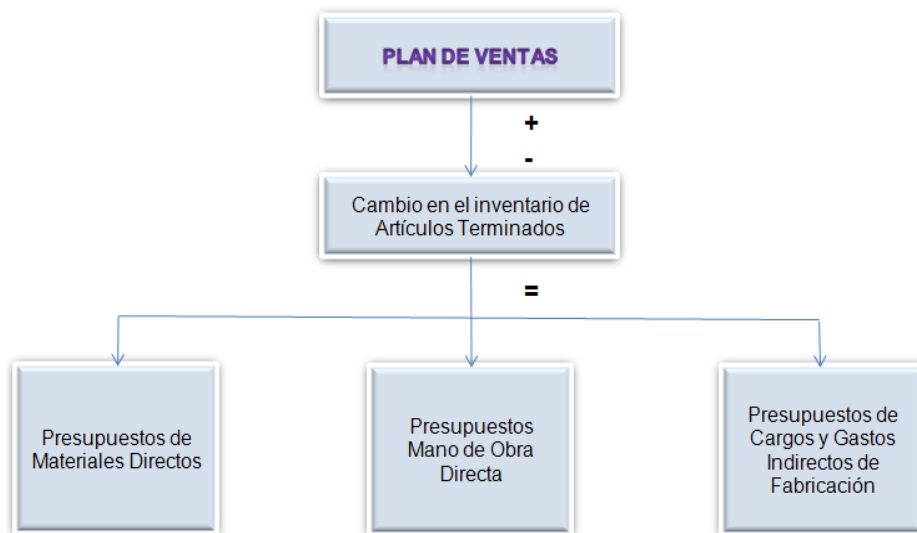 PLAN DE VENTAS
+
-
Cambio en el inventario de
Artículos Terminados
=
Presupuestos de
Materiales Directos
Presupuestos
Mano de Obra
Directa
Presupuestos de
Cargos y Gastos
Indirectos de
Fabricación